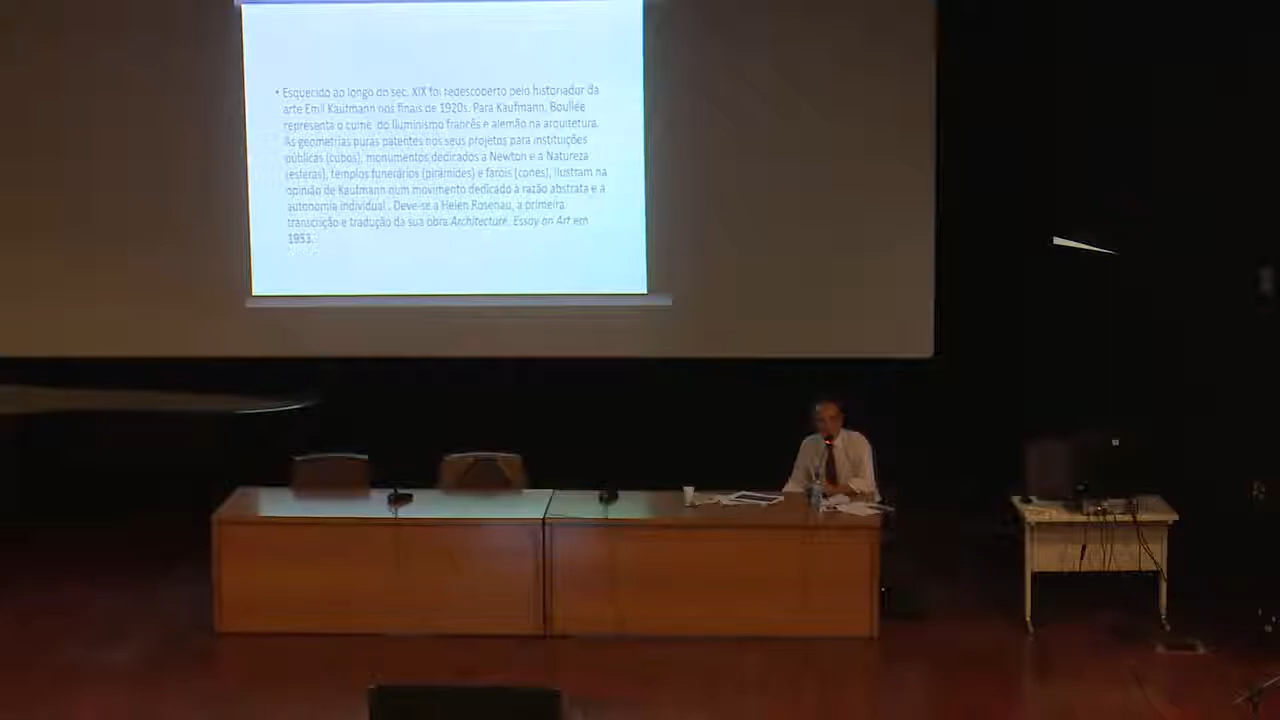 • Esquecido ao longo do sec. XIX foi redescoberto pelo historiador da
arte Emil Kaufmann nos finais de 1920s. Para Kaufmann, Boullée
representa o cume do Iluminismo francês e alemão na arquitetura.
As geometrias puras patentes nos seus projetos para instituições
públicas (cubos), monumentos dedicados a Newton e a Natureza
(esferas), templos funerários (pirâmides) e farois (cones), ilustram na
opinião de Kaufmann num movimento dedicado à razão abstrata e à
autonomia individual . Deve-se a Helen Rosenau, a primeira
transcrição e tradução da sua obra Architecture. Essay on Art em
1953.